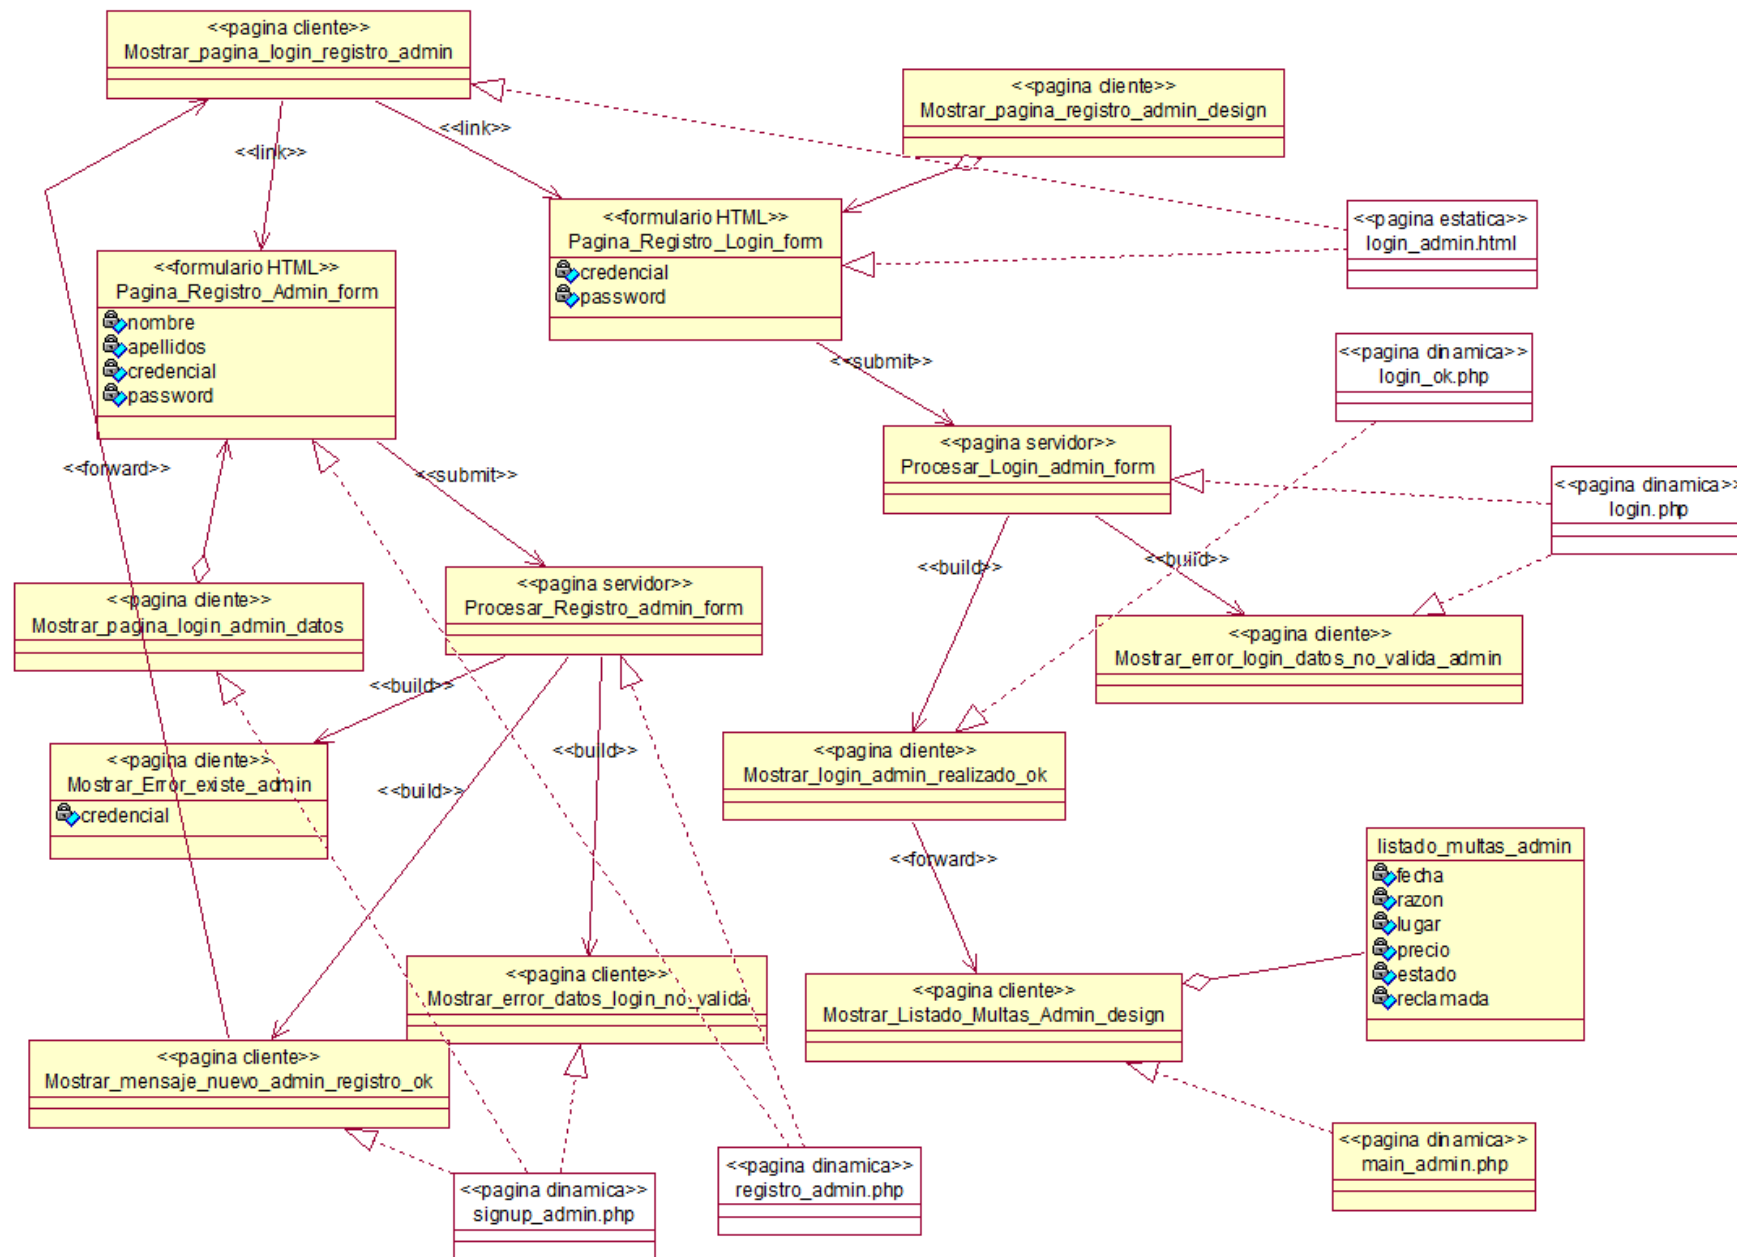 <<pagina cliente>>
Mostrar_pagina_login_registro_admin
<<pagina cliente>>
Mostrar_pagina_registro_admin_design
<<link>>
<<link>>
<<formulario HTML>>
Pagina_Registro_Login_form
credencial
password
<<pagina estatica>>
login_admin.html
<<formulario HTML>>
Pagina_Registro_Admin_form
nombre
apellidos
credencial
password
<<submit>>
<<pagina dinamica>>
login_ok.php
<<forward>>
<<submit>>
<<pagina servidor>>
Procesar_Login_admin_form
<<pagina dinamica>>
login.php
<<build>>
<<build>>
<<pagina cliente>>
Mostrar_pagina_login_admin_datos
<<pagina servidor>>
Procesar_Registro_admin_form
<<pagina cliente>>
Mostrar_error_login_datos_no_valida_admin
<<build>>
<<build>>
<<build>>
<<pagina cliente>>
Mostrar_Error_existe_admin
credencial
<<pagina cliente>>
Mostrar_login_admin_realizado_ok
<<forward>>
listado_multas_admin
fecha
razon
lugar
precio
estado
reclamada
<<pagina cliente>>
Mostrar_error_datos_login_no_valida
<<pagina cliente>>
Mostrar_Listado_Multas_Admin_design
<<pagina cliente>>
Mostrar_mensaje_nuevo_admin_registro_ok
<<pagina dinamica>>
main_admin.php
<<pagina dinamica>>
registro_admin.php
<<pagina dinamica>>
signup_admin.php